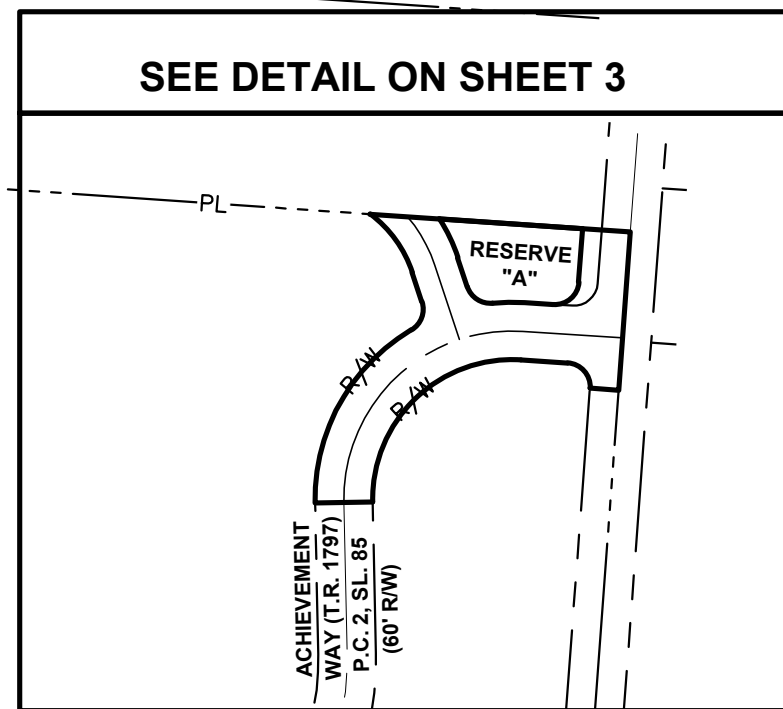 SEE DETAIL ON SHEET 3
PL
RESERVE
"A"
R/W
R/W
ACHIEVEMENT
WAY (T.R. 1797)
P.C. 2, SL. 85
(60' R/W)